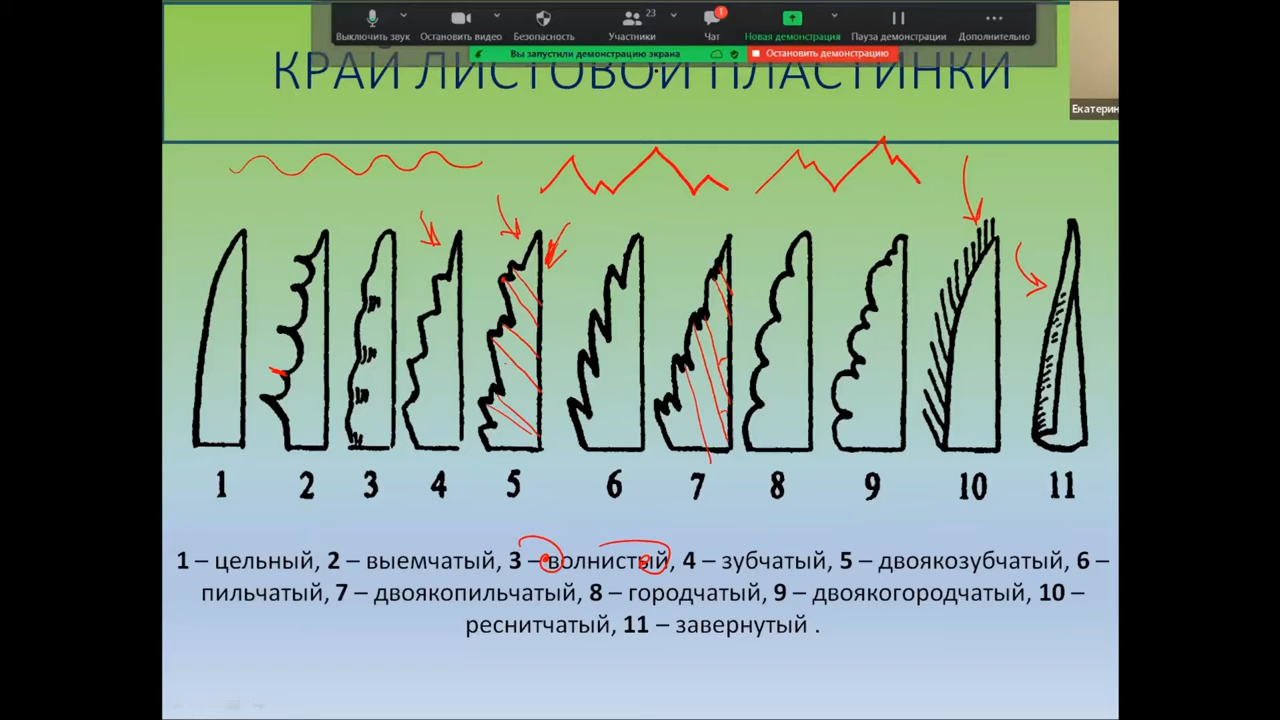 23
1
Выключить звук
Остановить видео
Безопасность
Участники
Чат
Новая демонстрация
Пауза демонстрации
Дополнительно
Вы запустили демонстрацию экрана
Остановить демонстрацию
КРАЙ ЛИСТОВОЙ ПЛАСТИНКИ
Екатерин
1 2 3 4 5 6 7 8 9 10 11
1 – цельный, 2 – выемчатый, 3 – волнистый, 4 – зубчатый, 5 – двоякозубчатый, 6 –
пильчатый, 7 – двоякопильчатый, 8 – городчатый, 9 – двоякогородчатый, 10 –
реснитчатый, 11 – завернутый .